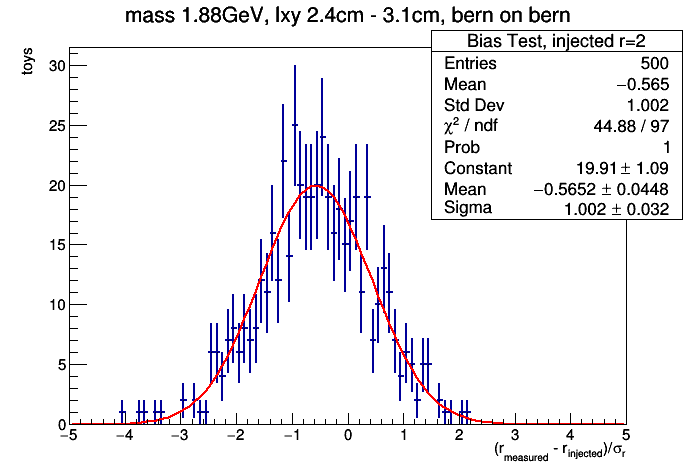 mass 1.88GeV, lxy 2.4cm - 3.1cm, bern on bern
Bias Test, injected r=2
Entries 500
Mean −0.565
Std Dev 1.002
χ² / ndf 44.88 / 97
Prob 1
Constant 19.91 ± 1.09
Mean −0.5652 ± 0.0448
Sigma 1.002 ± 0.032
toys
30
25
20
15
10
5
0
−5 −4 −3 −2 −1 0 1 2 3 4 5
(r_measured - r_injected)/σ_r